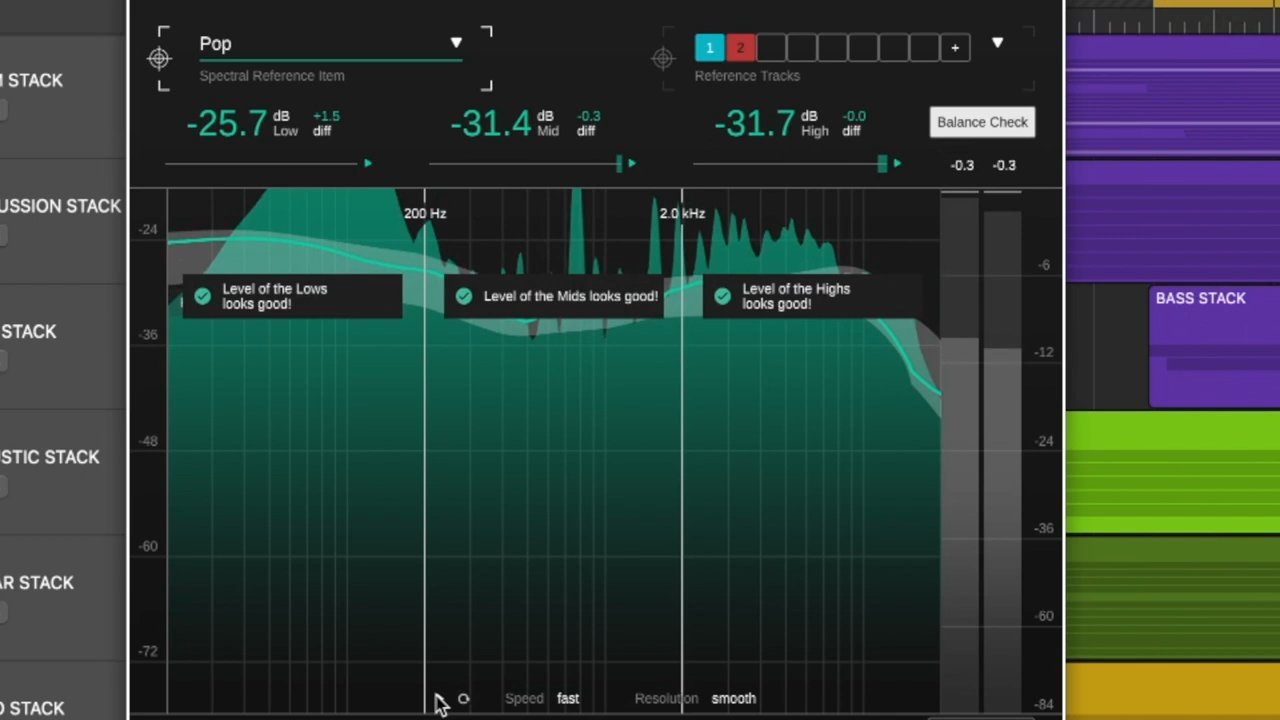 Pop
Spectral Reference Item
1 2 +
Reference Tracks
-25.7 dB Low +1.5 diff
-31.4 dB Mid -0.3 diff
-31.7 dB High -0.0 diff
Balance Check
-0.3 -0.3
200 Hz
2.0 kHz
-24
-36
-48
-60
-72
Level of the Lows
looks good!
Level of the Mids looks good!
Level of the Highs
looks good!
-6
-12
-24
-36
-60
-84
Speed fast
Resolution smooth
M STACK
USSION STACK
STACK
STIC STACK
AR STACK
STACK
BASS STACK